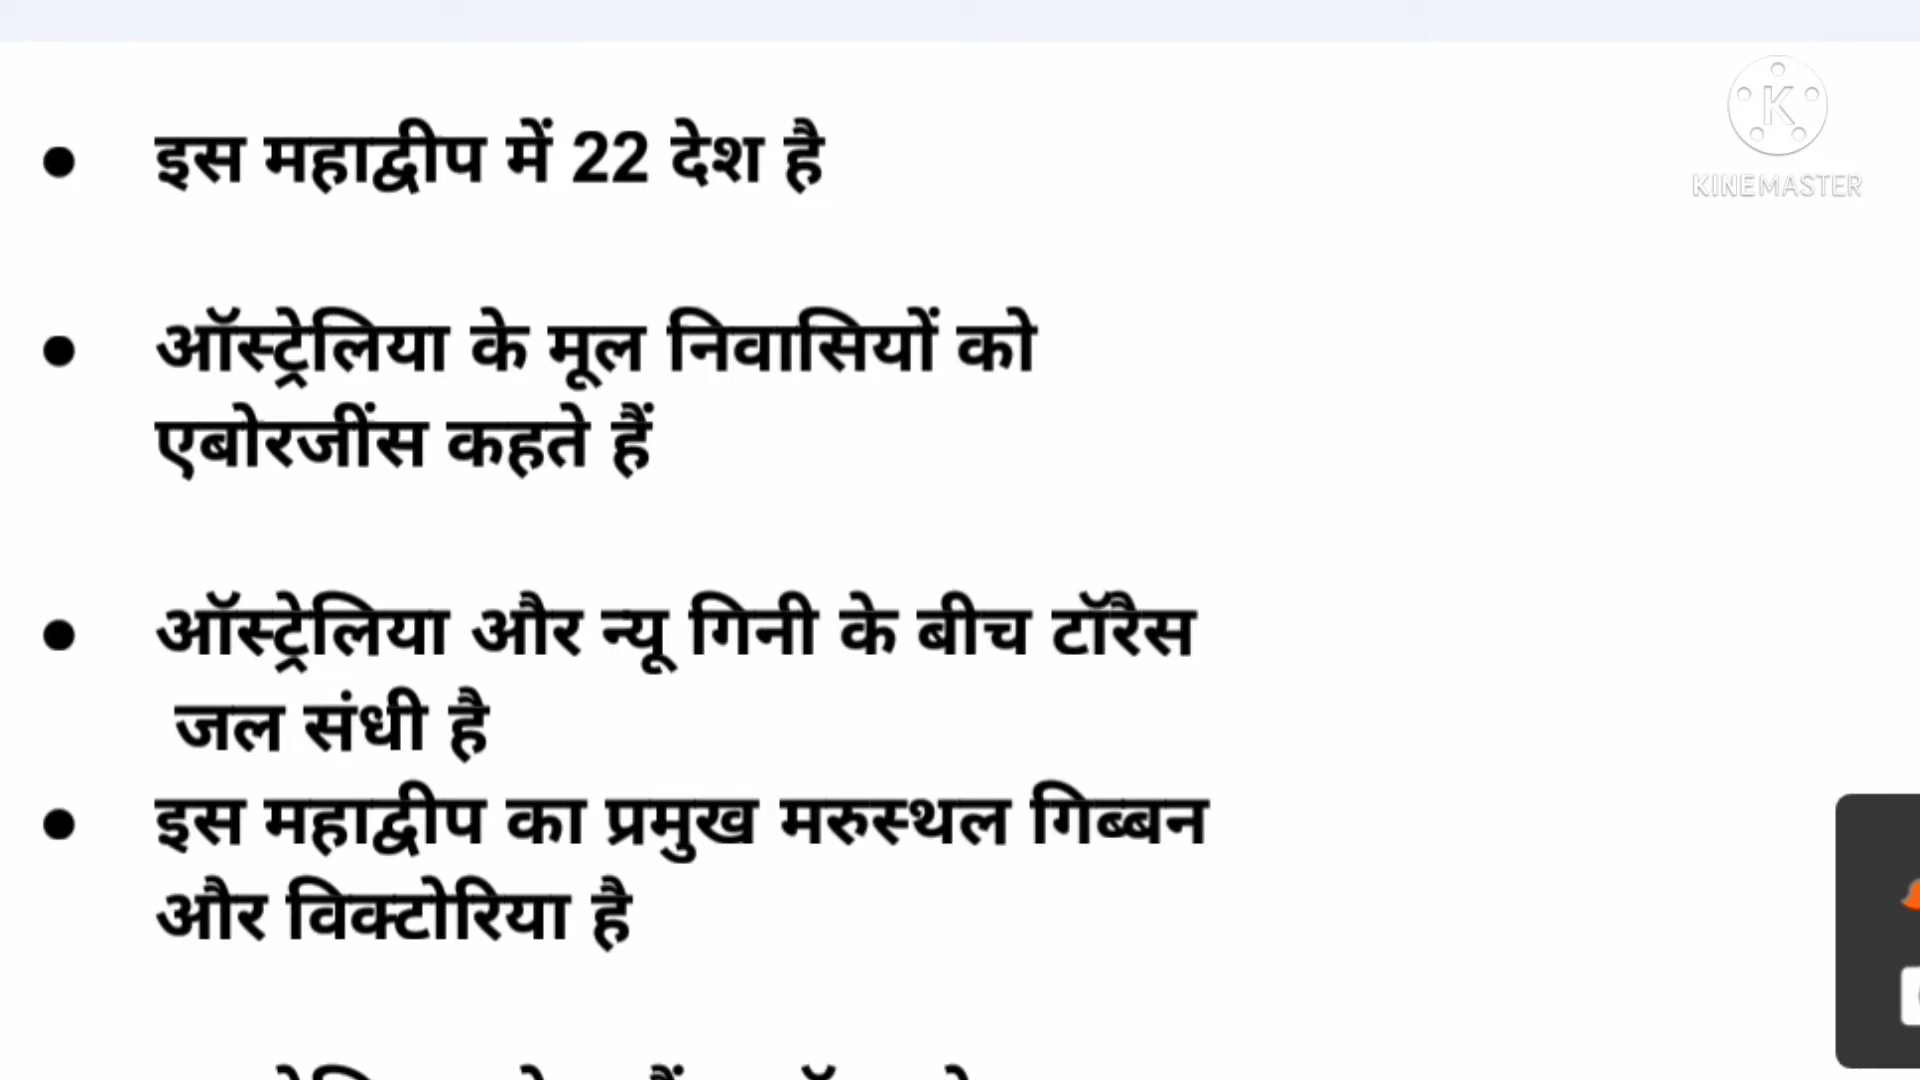 KINEMASTER
इस महाद्वीप में 22 देश है
ऑस्ट्रेलिया के मूल निवासियों को
एबोरजींस कहते हैं
ऑस्ट्रेलिया और न्यू गिनी के बीच टॉरैस
जल संधी है
इस महाद्वीप का प्रमुख मरुस्थल गिब्बन
और विक्टोरिया है